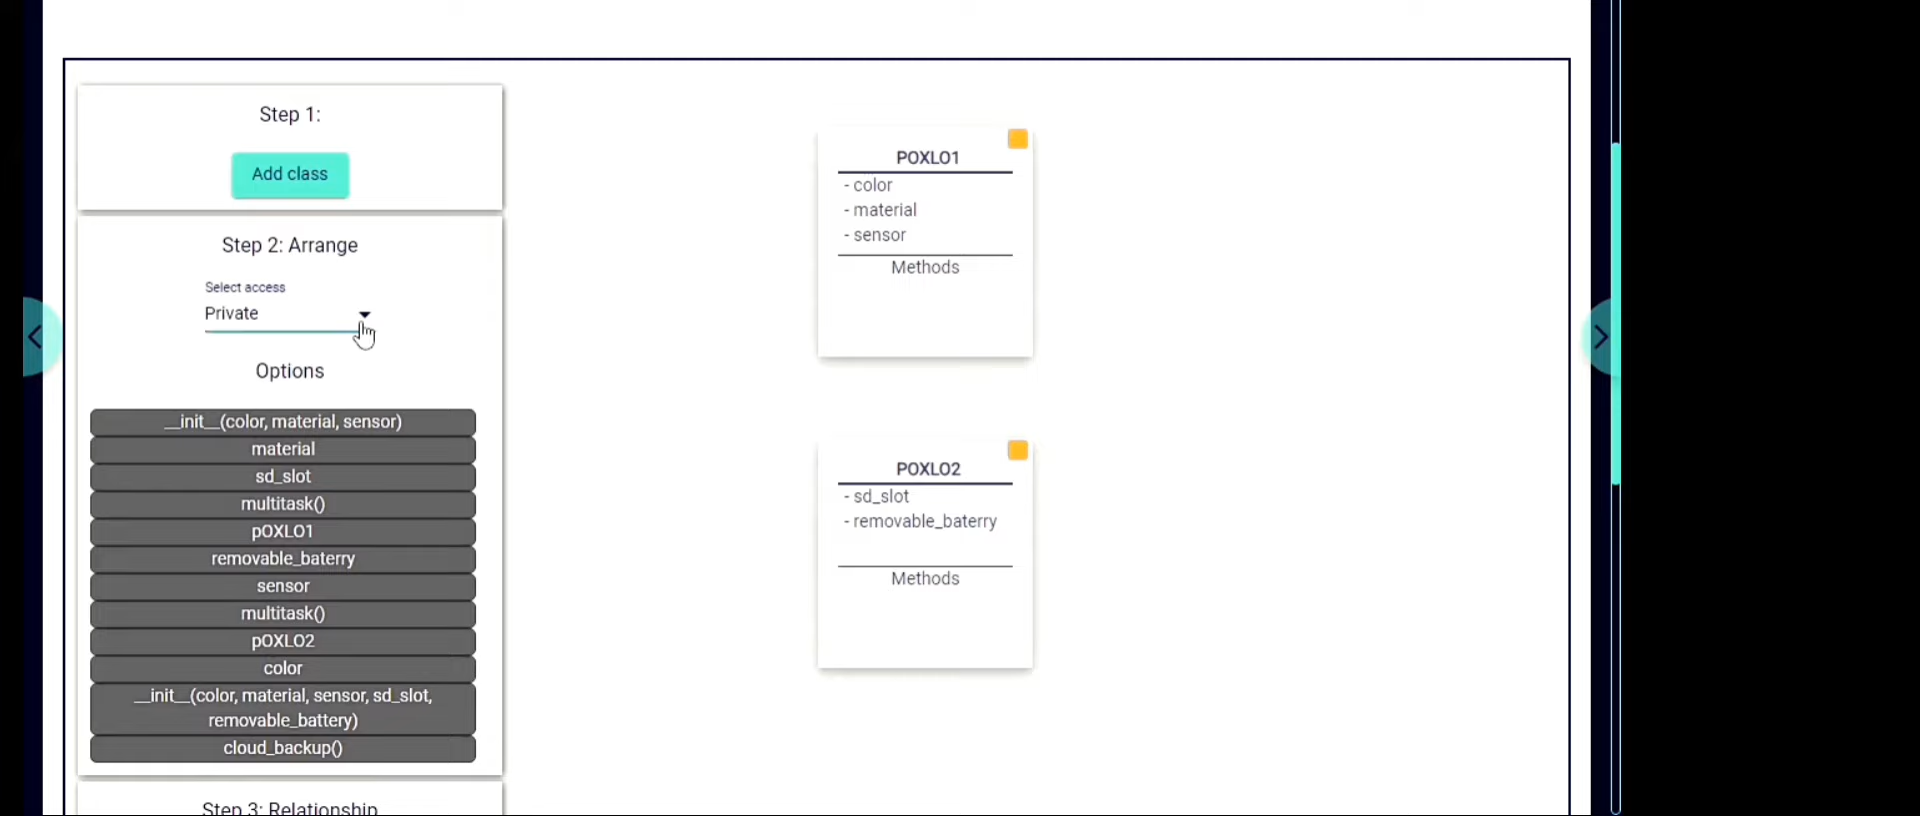 Step 1:
Add class
Step 2: Arrange
Select access
Private
Options
__init__(color, material, sensor)
material
sd_slot
multitask()
pOXLO1
removable_baterry
sensor
multitask()
pOXLO2
color
__init__(color, material, sensor, sd_slot,
removable_battery)
cloud_backup()
Step 3: Relationship
POXLO1
- color
- material
- sensor
Methods
POXLO2
- sd_slot
- removable_baterry
Methods